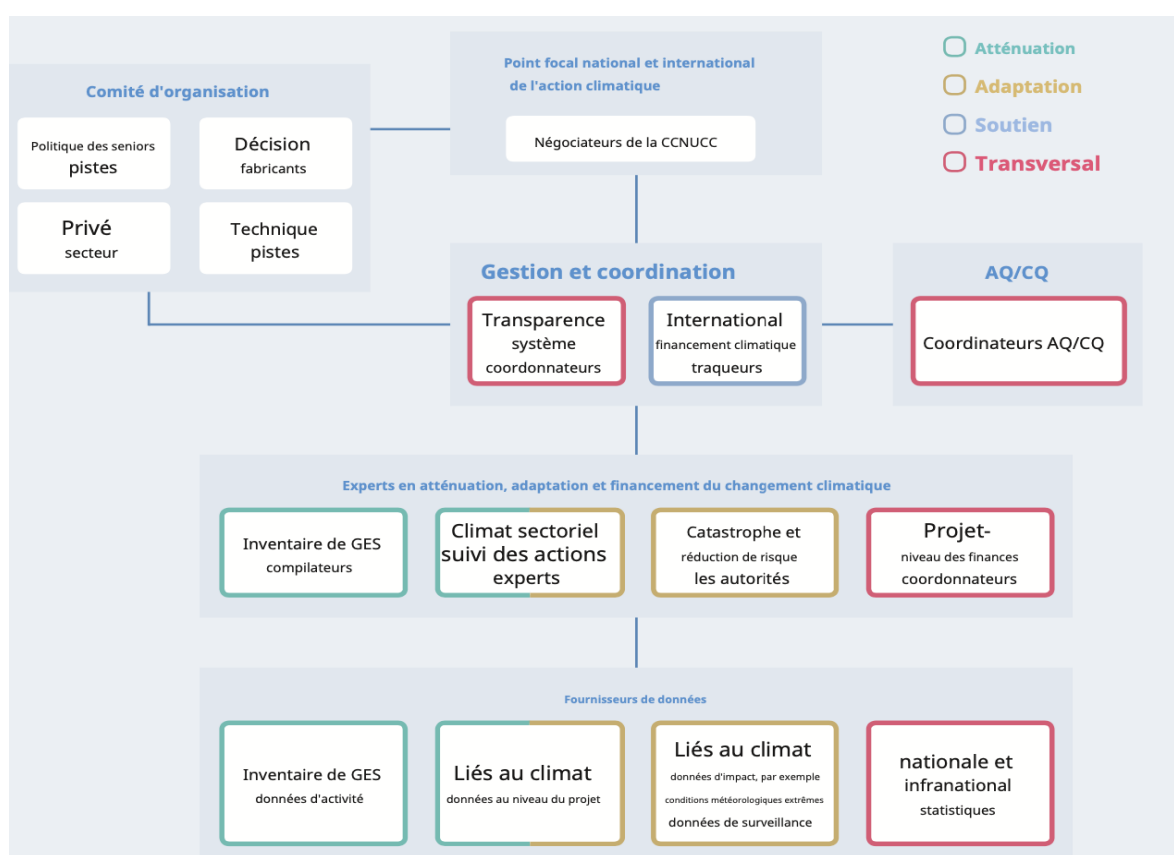 Comité d'organisation
Politique des seniors
pistes
Décision
fabricants
Privé
secteur
Technique
pistes
Point focal national et international
de l'action climatique
Négociateurs de la CCNUCC
Atténuation
Adaptation
Soutien
Transversal
Gestion et coordination
Transparence
système
coordonnateurs
International
financement climatique
traqueurs
AQ/CQ
Coordinateurs AQ/CQ
Experts en atténuation, adaptation et financement du changement climatique
Inventaire de GES
compilateurs
Climat sectoriel
suivi des actions
experts
Catastrophe et
réduction de risque
les autorités
Projet-
niveau des finances
coordonnateurs
Fournisseurs de données
Inventaire de GES
données d'activité
Liés au climat
données au niveau du projet
Liés au climat
données d'impact, par exemple
conditions météorologiques extrêmes
données de surveillance
nationale et
infranational
statistiques